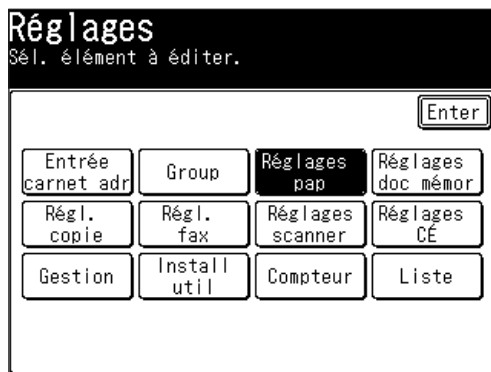 Réglages
Sél. élément à éditer.
Enter
Entrée
carnet adr
Group
Réglages
pap
Réglages
doc mémor
Régl.
copie
Régl.
fax
Réglages
scanner
Réglages
CÉ
Gestion
Install
util
Compteur
Liste